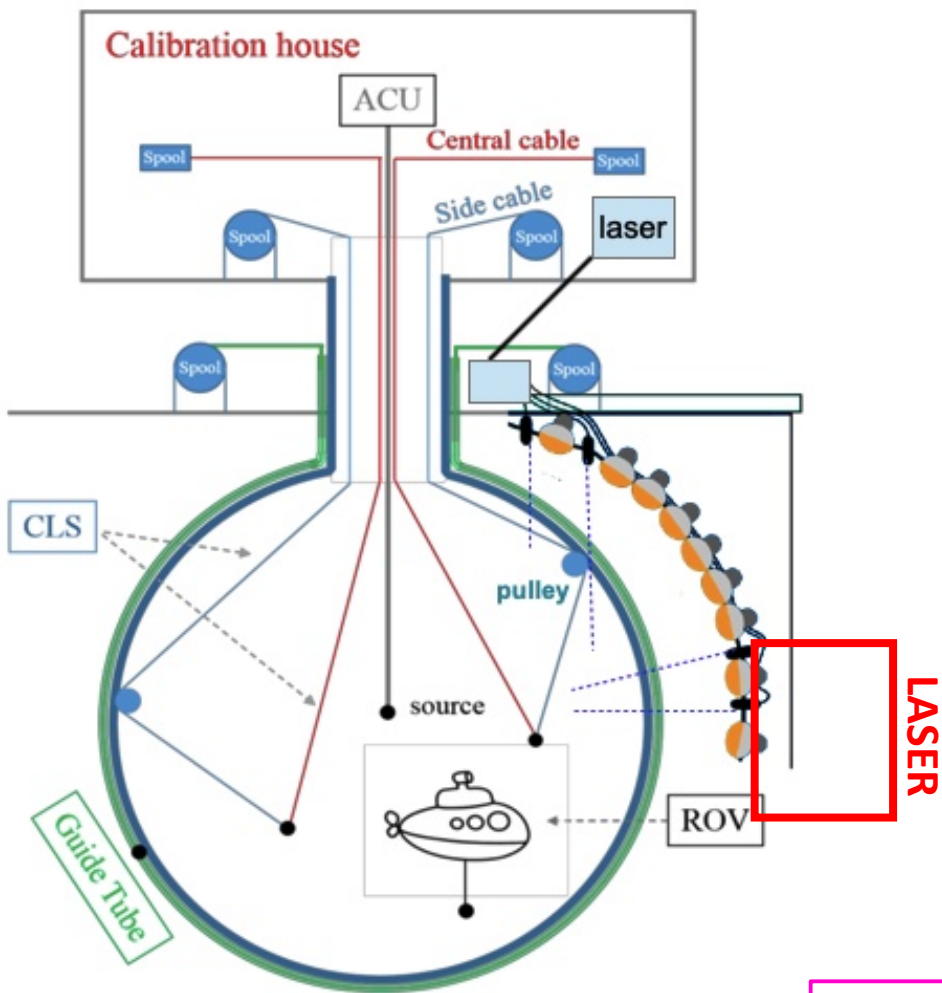 Calibration house
ACU
Central cable
Spool
Spool
Side cable
Spool
Spool
laser
Spool
Spool
CLS
pulley
source
LASER
ROV
Guide Tube